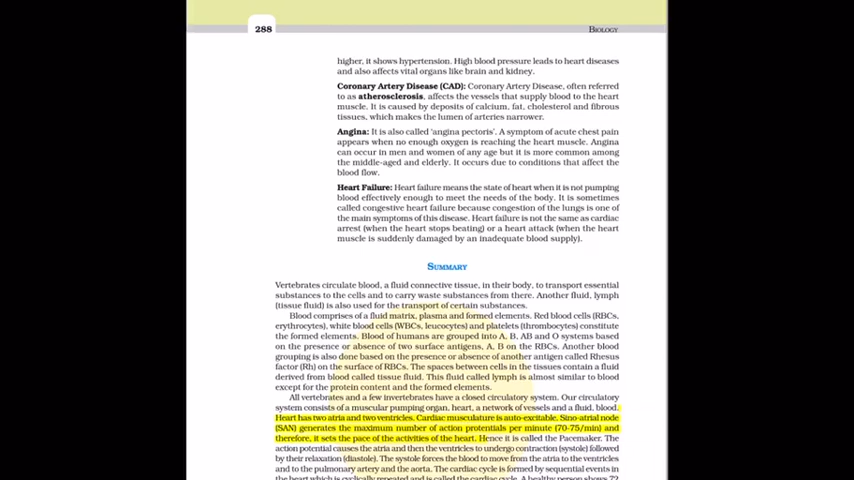 288
BIOLOGY
higher, it shows hypertension. High blood pressure leads to heart diseases
and also affects vital organs like brain and kidney.
Coronary Artery Disease (CAD): Coronary Artery Disease, often referred
to as atherosclerosis, affects the vessels that supply blood to the heart
muscle. It is caused by deposits of calcium, fat, cholesterol and fibrous
tissues, which makes the lumen of arteries narrower.
Angina: It is also called 'angina pectoris'. A symptom of acute chest pain
appears when no enough oxygen is reaching the heart muscle. Angina
can occur in men and women of any age but it is more common among
the middle-aged and elderly. It occurs due to conditions that affect the
blood flow.
Heart Failure: Heart failure means the state of heart when it is not pumping
blood effectively enough to meet the needs of the body. It is sometimes
called congestive heart failure because congestion of the lungs is one of
the main symptoms of this disease. Heart failure is not the same as cardiac
arrest (when the heart stops beating) or a heart attack (when the heart
muscle is suddenly damaged by an inadequate blood supply).
SUMMARY
Vertebrates circulate blood, a fluid connective tissue, in their body, to transport essential
substances to the cells and to carry waste substances from there. Another fluid, lymph
(tissue fluid) is also used for the transport of certain substances.
Blood comprises of a fluid matrix, plasma and formed elements. Red blood cells (RBCs,
erythrocytes), white blood cells (WBCs, leucocytes) and platelets (thrombocytes) constitute
the formed elements. Blood of humans are grouped into A, B, AB and O systems based
on the presence or absence of two surface antigens, A, B on the RBCs. Another blood
grouping is also done based on the presence or absence of another antigen called Rhesus
factor (Rh) on the surface of RBCs. The spaces between cells in the tissues contain a fluid
derived from blood called tissue fluid. This fluid called lymph is almost similar to blood
except for the protein content and the formed elements.
All vertebrates and a few invertebrates have a closed circulatory system. Our circulatory
system consists of a muscular pumping organ, heart, a network of vessels and a fluid, blood.
Heart has two atria and two ventricles. Cardiac musculature is auto-excitable. Sino-atrial node
(SAN) generates the maximum number of action protentials per minute (70-75/min) and
therefore, it sets the pace of the activities of the heart. Hence it is called the Pacemaker. The
action potential causes the atria and then the ventricles to undergo contraction (systole) followed
by their relaxation (diastole). The systole forces the blood to move from the atria to the ventricles
and to the pulmonary artery and the aorta. The cardiac cycle is formed by sequential events in
the heart which is cyclically repeated and is called the cardiac cycle. A healthy person shows 72